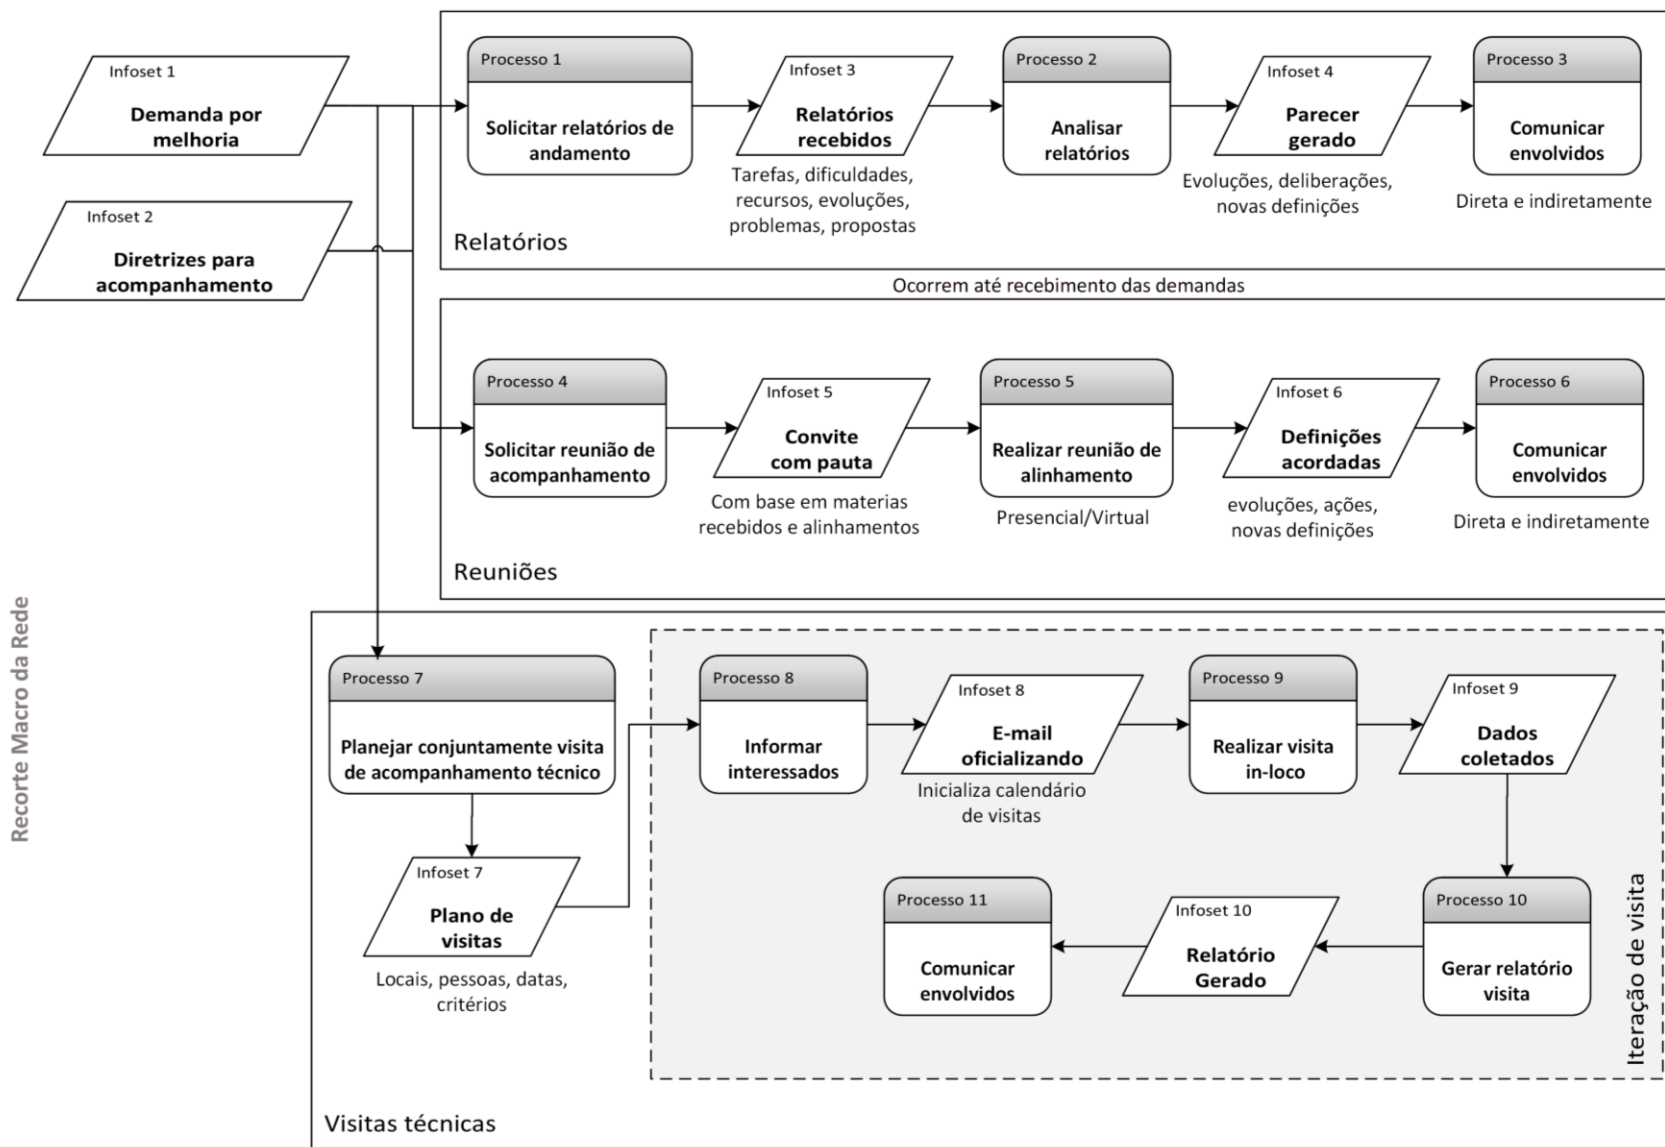 Infoset 1
Demanda por
melhoria
Infoset 2
Diretrizes para
acompanhamento
Processo 1
Solicitar relatórios de
andamento
Infoset 3
Relatórios
recebidos
Tarefas, dificuldades,
recursos, evoluções,
problemas, propostas
Processo 2
Analisar
relatórios
Infoset 4
Parecer
gerado
Evoluções, deliberações,
novas definições
Processo 3
Comunicar
envolvidos
Direta e indiretamente
Relatórios
Ocorrem até recebimento das demandas
Processo 4
Solicitar reunião de
acompanhamento
Infoset 5
Convite
com pauta
Com base em materias
recebidos e alinhamentos
Processo 5
Realizar reunião de
alinhamento
Presencial/Virtual
Infoset 6
Definições
acordadas
evoluções, ações,
novas definições
Processo 6
Comunicar
envolvidos
Direta e indiretamente
Reuniões
Recorte Macro da Rede
Processo 7
Planejar conjuntamente visita
de acompanhamento técnico
Infoset 7
Plano de
visitas
Locais, pessoas, datas,
critérios
Processo 8
Informar
interessados
Infoset 8
E-mail
oficializando
Inicializa calendário
de visitas
Processo 9
Realizar visita
in-loco
Infoset 9
Dados
coletados
Processo 10
Gerar relatório
visita
Infoset 10
Relatório
Gerado
Processo 11
Comunicar
envolvidos
Iteração de visita
Visitas técnicas